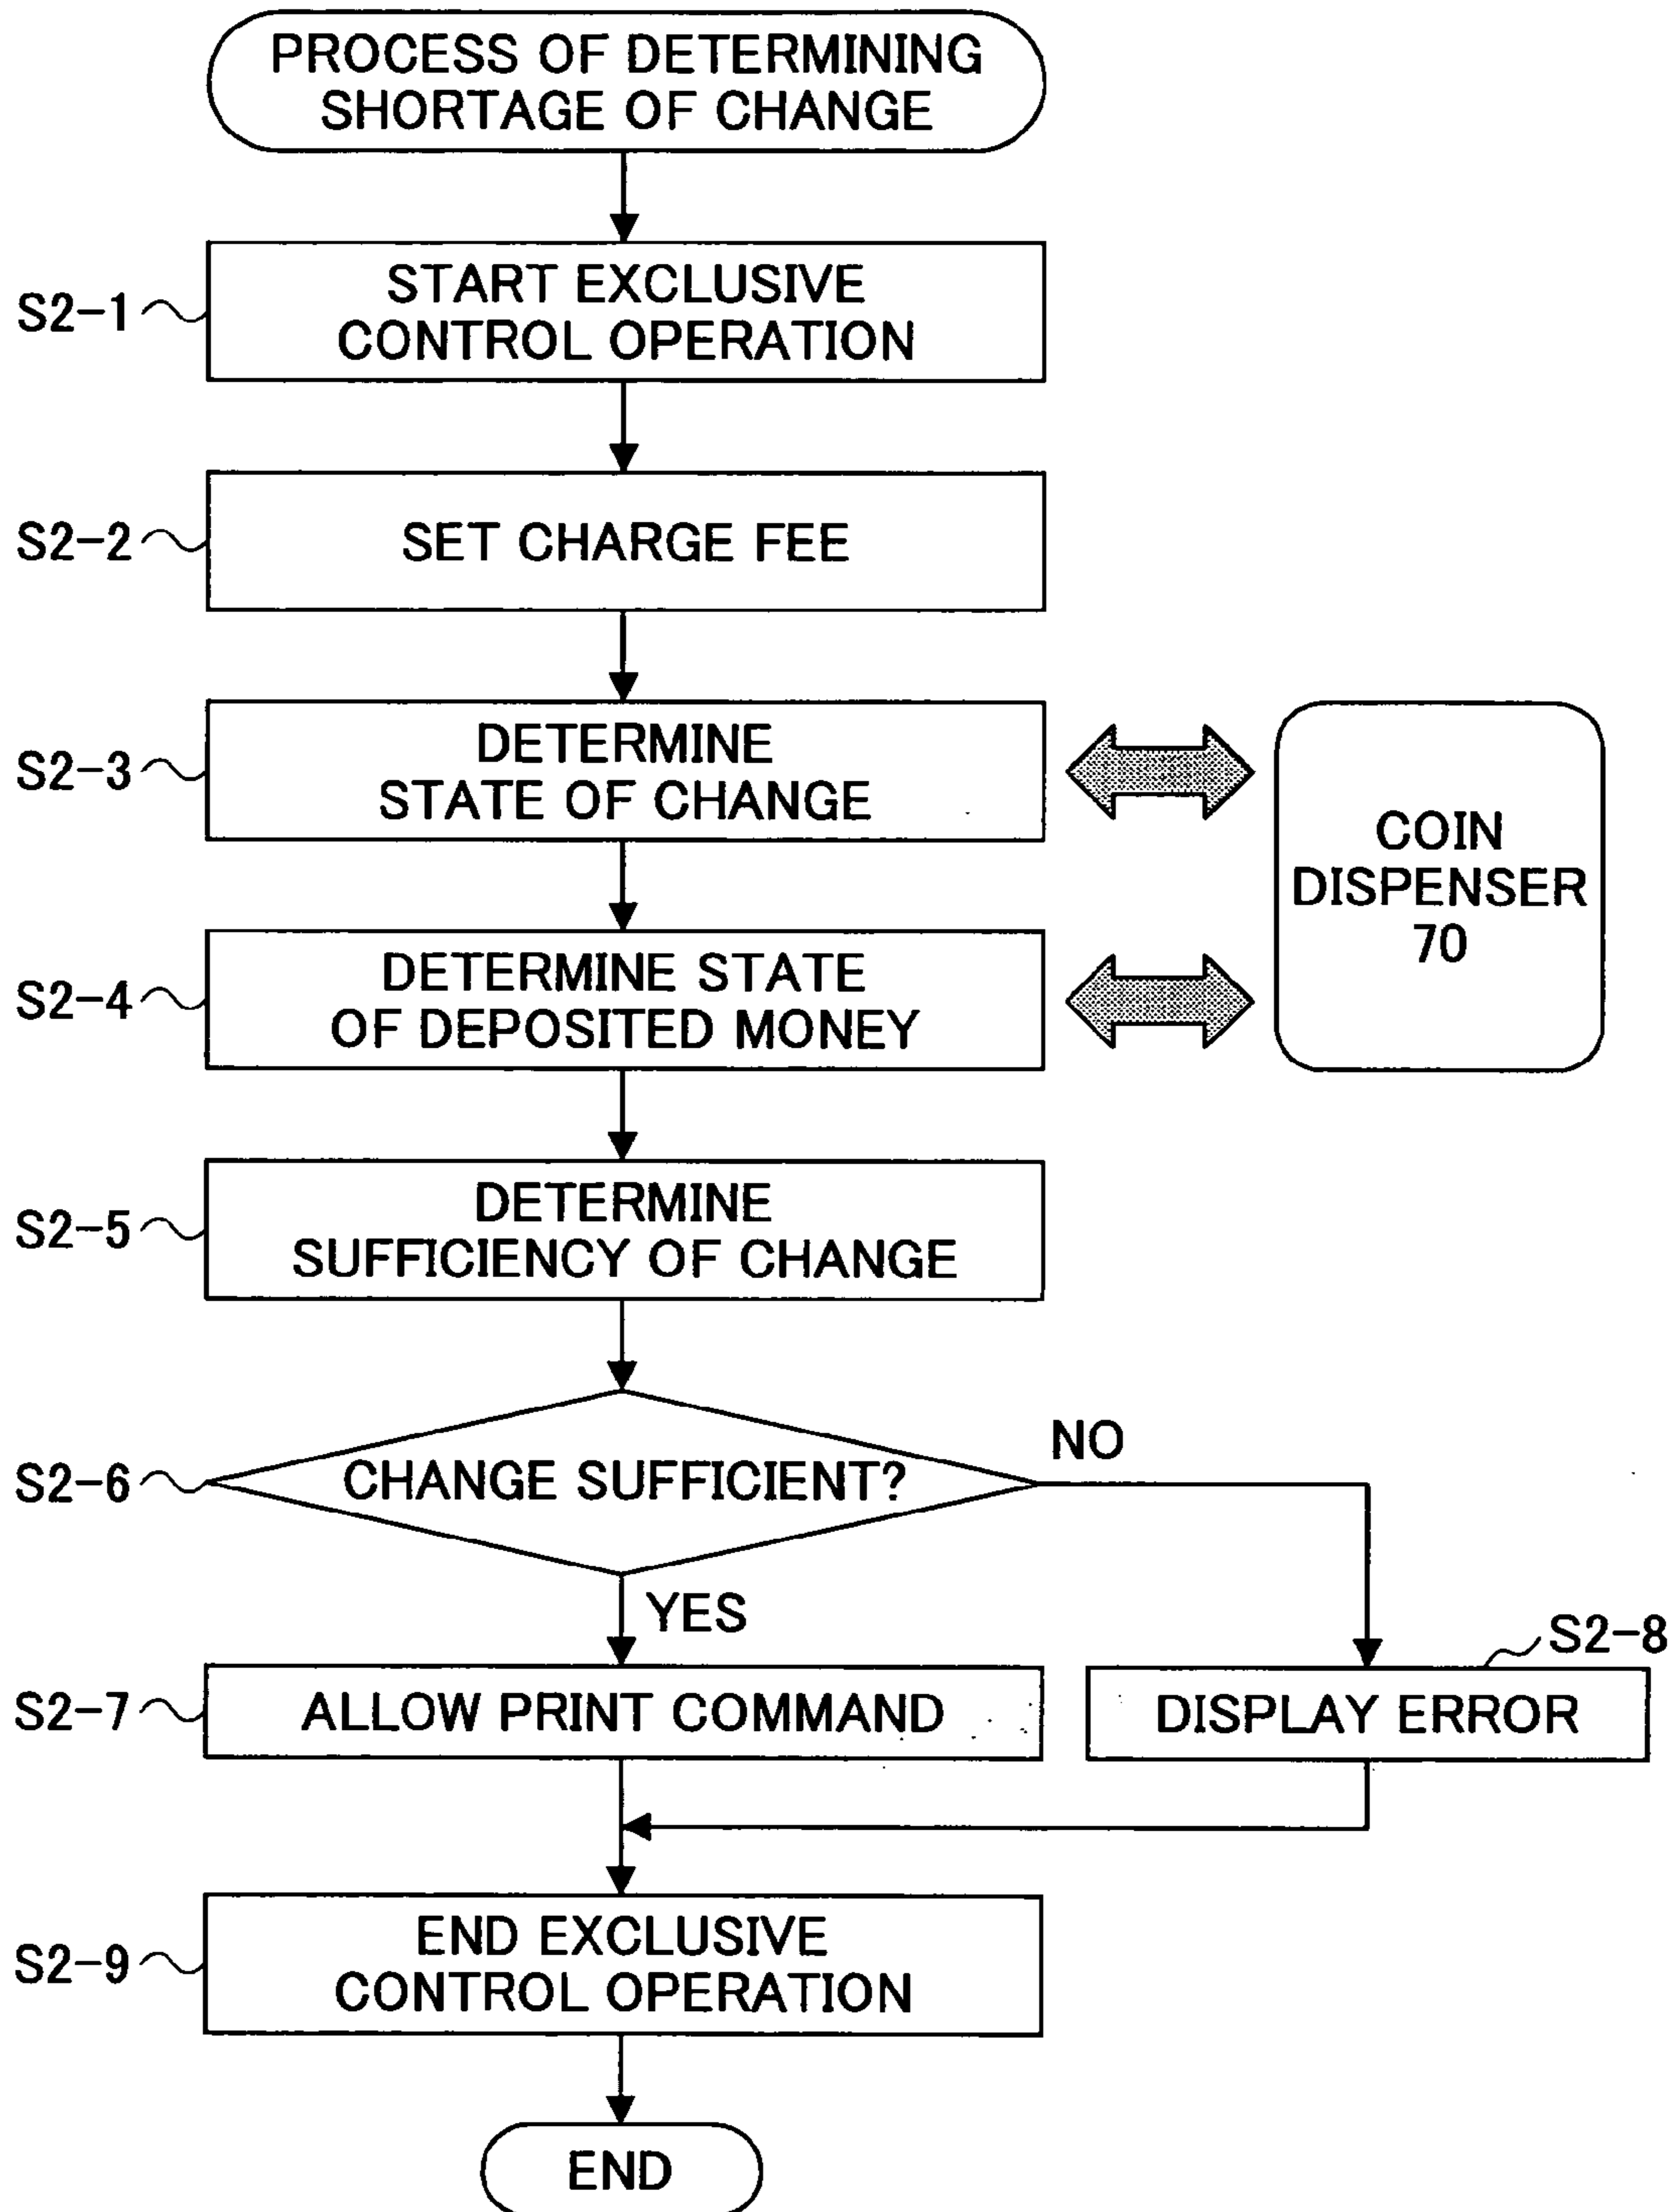 PROCESS OF DETERMINING
SHORTAGE OF CHANGE
S2-1
START EXCLUSIVE
CONTROL OPERATION
S2-2
SET CHARGE FEE
S2-3
DETERMINE
STATE OF CHANGE
COIN
DISPENSER
70
S2-4
DETERMINE STATE
OF DEPOSITED MONEY
S2-5
DETERMINE
SUFFICIENCY OF CHANGE
S2-6
CHANGE SUFFICIENT?
NO
YES
S2-7
ALLOW PRINT COMMAND
S2-8
DISPLAY ERROR
S2-9
END EXCLUSIVE
CONTROL OPERATION
END